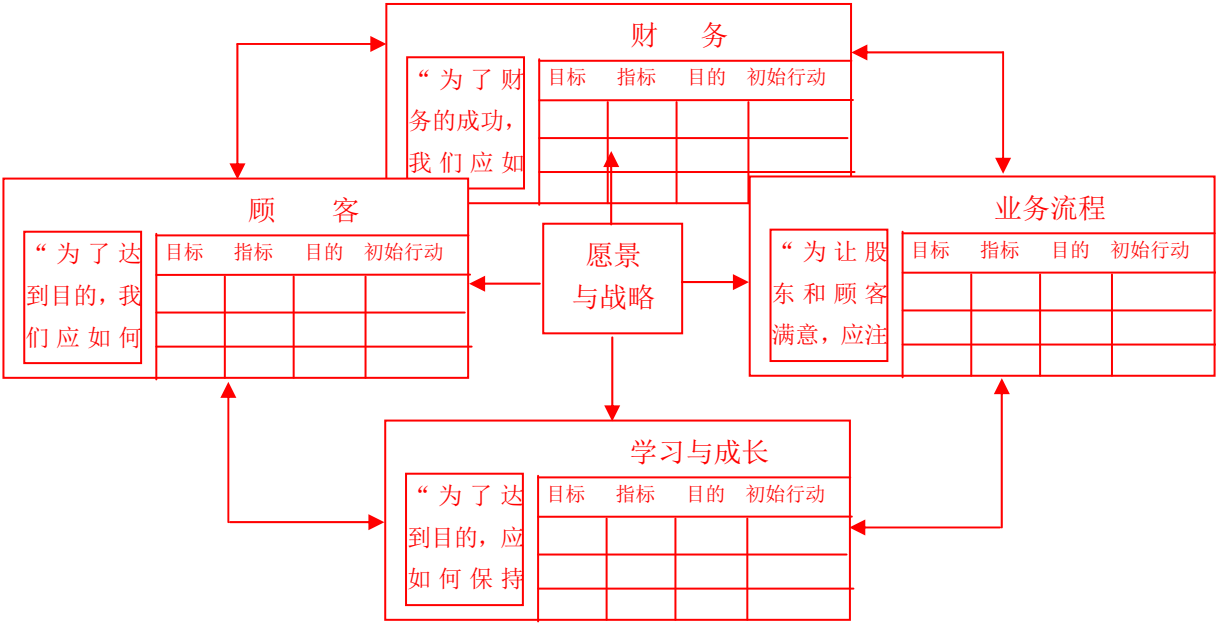 财 务
目标 指标 目的 初始行动
“为了财
务的成功，
我们应如
顾 客
目标 指标 目的 初始行动
“为了达
到目的，我
们应如何
愿景
与战略
业务流程
目标 指标 目的 初始行动
“为让股
东和顾客
满意，应注
学习与成长
目标 指标 目的 初始行动
“为了达
到目的，应
如何保持